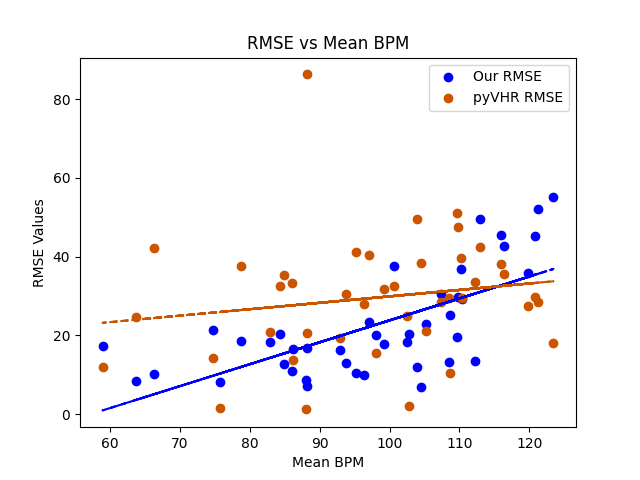 RMSE vs Mean BPM
Our RMSE
pyVHR RMSE
RMSE Values
80
60
40
20
0
60 70 80 90 100 110 120
Mean BPM